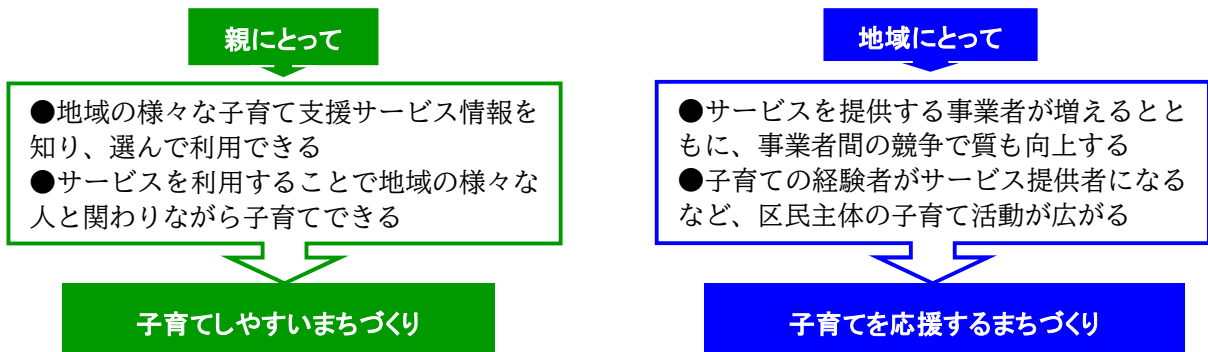 親にとって
●地域の様々な子育て支援サービス情報を
知り、選んで利用できる
●サービスを利用することで地域の様々な
人と関わりながら子育てできる
子育てしやすいまちづくり
地域にとって
●サービスを提供する事業者が増えるとと
もに、事業者間の競争で質も向上する
●子育ての経験者がサービス提供者になる
など、区民主体の子育て活動が広がる
子育てを応援するまちづくり